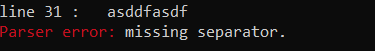 line 31 :   asddfasdf
Parser error: missing separator.